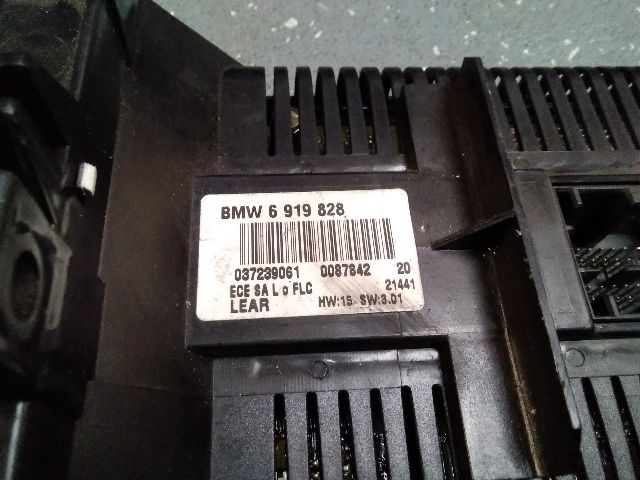 BMW 6 919 828
037239061 0087842 20
ECE SA L o FLC 21441
LEAR HW:15 SW:3.01